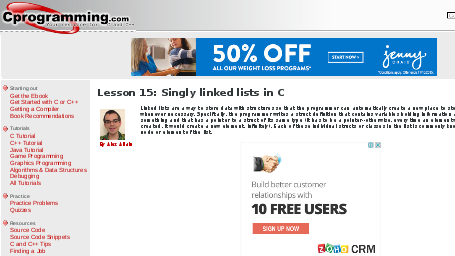 Cprogramming.com
50% OFF
ALL OUR WEIGHT LOSS PROGRAMS*
START NOW›
jenny
CRAIG
Starting out
Get the Ebook
Get Started with C or C++
Getting a Compiler
Book Recommendations
Tutorials
C Tutorial
C++ Tutorial
Java Tutorial
Game Programming
Graphics Programming
Algorithms & Data Structures
Debugging
All Tutorials
Practice
Practice Problems
Quizzes
Resources
Source Code
Source Code Snippets
C and C++ Tips
Finding a Job
Lesson 15: Singly linked lists in C
By Alex Allain
Linked lists are a way to store data with structures so that the programmer can automatically create a new place to
whenever necessary. Specifically, the programmer writes a struct definition that contains variables holding information
something and that has a pointer to a struct of its same type (it has to be a pointer--otherwise, every time an element
created, it would create a new element, infinitely). Each of these individual structs or classes in the list is commonly
node or element of the list.
Build better customer
relationships with
10 FREE USERS
SIGN UP NOW
ZOHO CRM